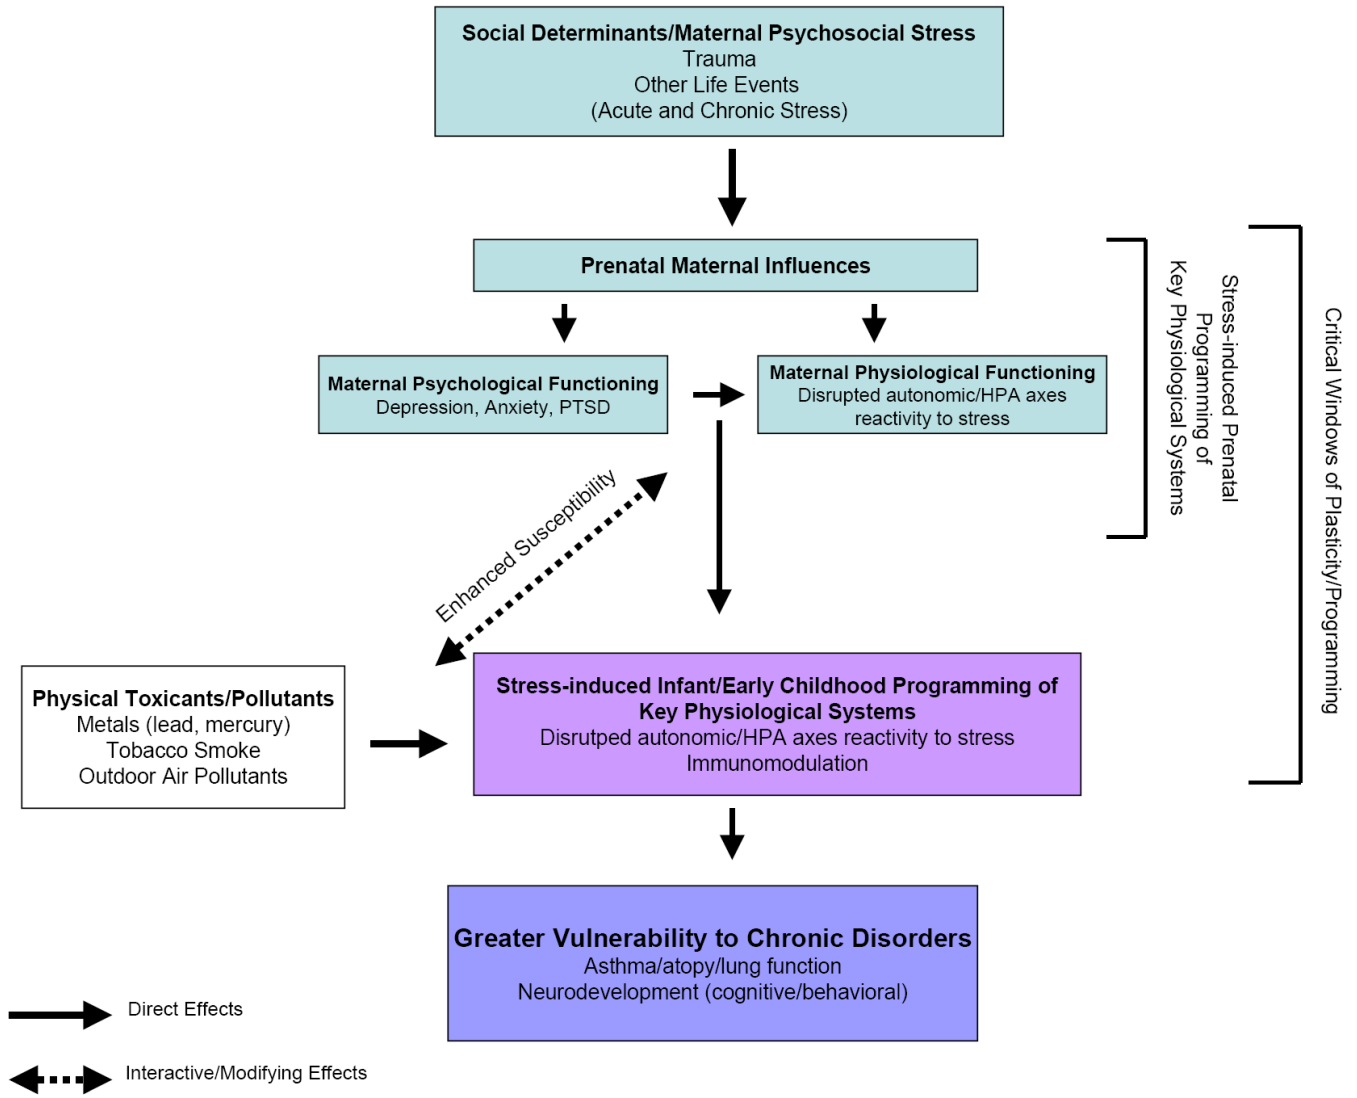 Social Determinants/Maternal Psychosocial Stress
Trauma
Other Life Events
(Acute and Chronic Stress)
Prenatal Maternal Influences
Maternal Psychological Functioning
Depression, Anxiety, PTSD
Maternal Physiological Functioning
Disrupted autonomic/HPA axes
reactivity to stress
Stress-induced Prenatal
Programming of
Key Physiological Systems
Critical Windows of Plasticity/Programming
Enhanced Susceptibility
Physical Toxicants/Pollutants
Metals (lead, mercury)
Tobacco Smoke
Outdoor Air Pollutants
Stress-induced Infant/Early Childhood Programming of
Key Physiological Systems
Disrutped autonomic/HPA axes reactivity to stress
Immunomodulation
Greater Vulnerability to Chronic Disorders
Asthma/atopy/lung function
Neurodevelopment (cognitive/behavioral)
Direct Effects
Interactive/Modifying Effects